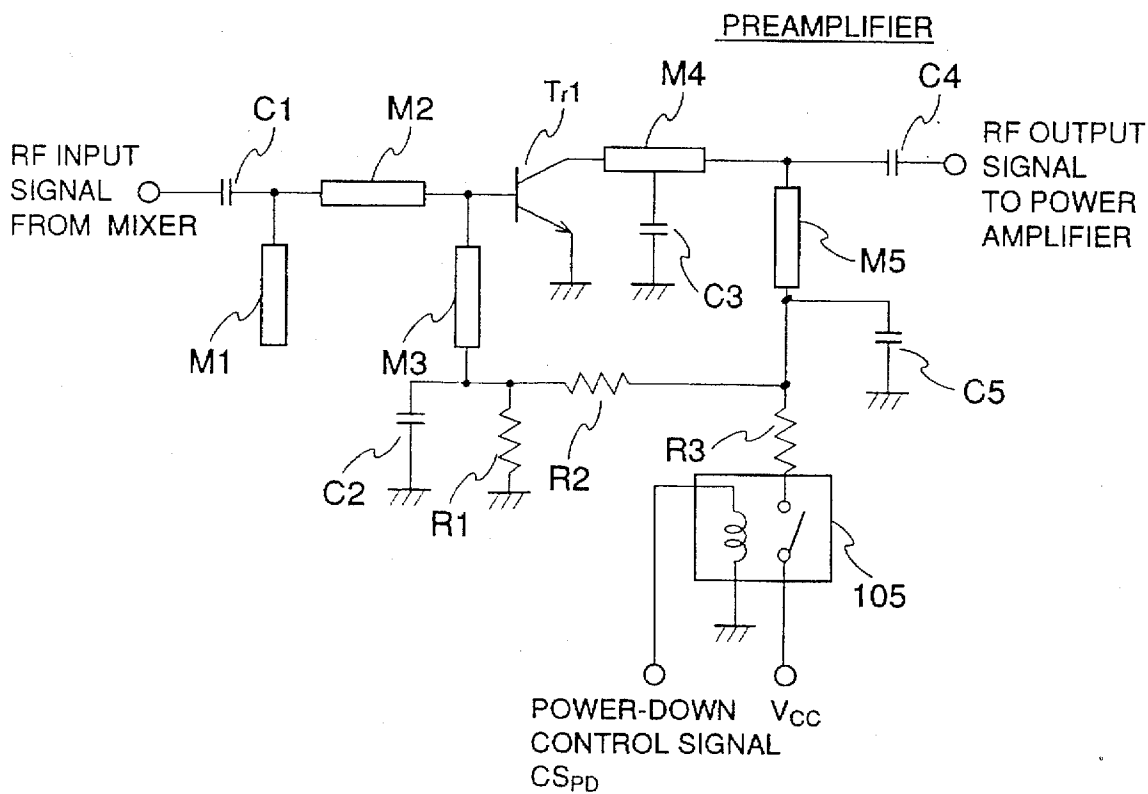 PREAMPLIFIER
M4
C4
Tr1
C1
M2
RF INPUT
SIGNAL
FROM MIXER
RF OUTPUT
SIGNAL
TO POWER
AMPLIFIER
M5
C3
M1
M3
C5
R3
C2
R1
R2
105
POWER-DOWN
CONTROL SIGNAL
CSPD
VCC